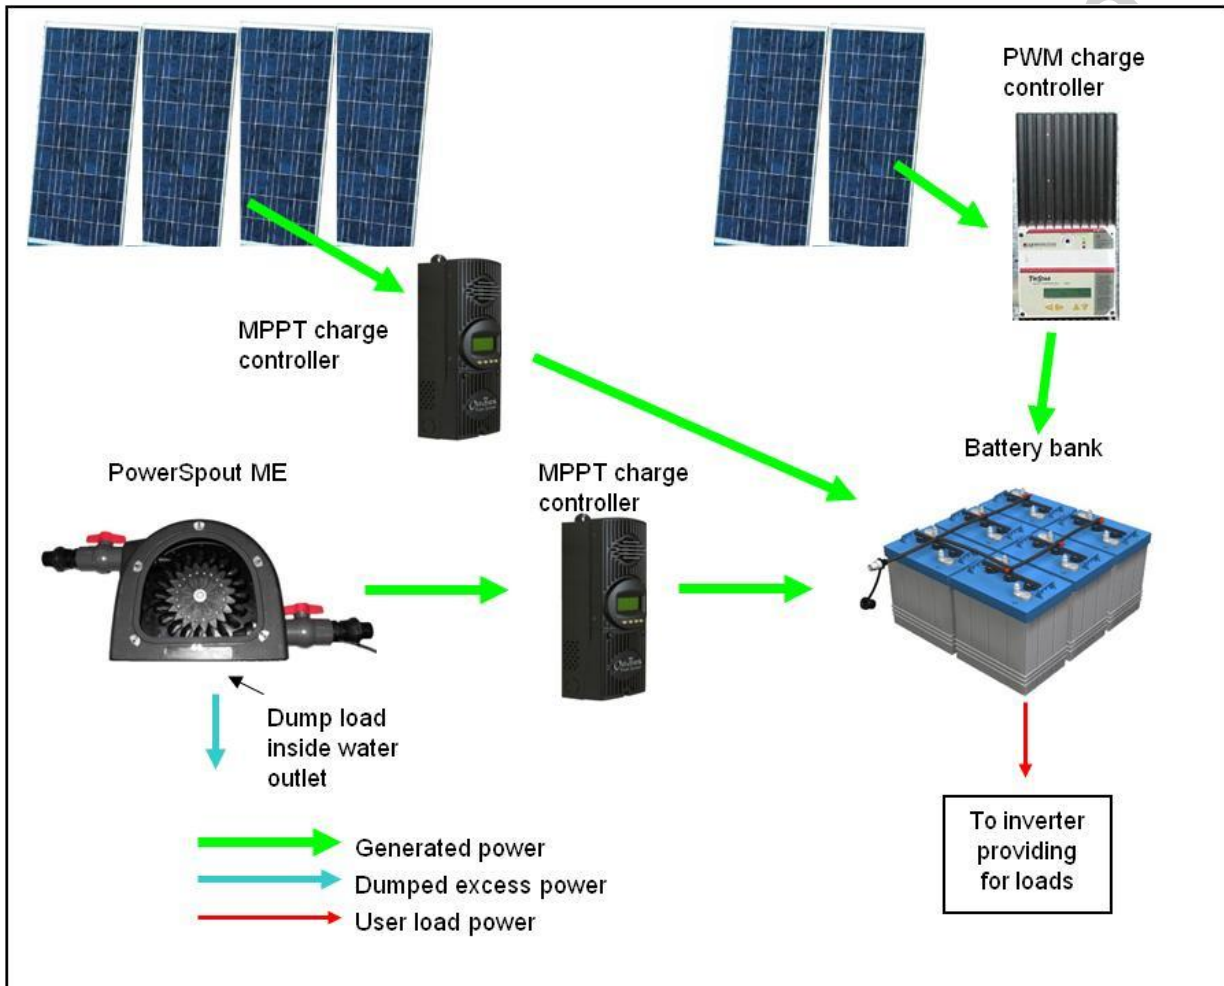 PWM charge
controller
MPPT charge
controller
Battery bank
PowerSpout ME
MPPT charge
controller
Dump load
inside water
outlet
Generated power
Dumped excess power
User load power
To inverter
providing
for loads